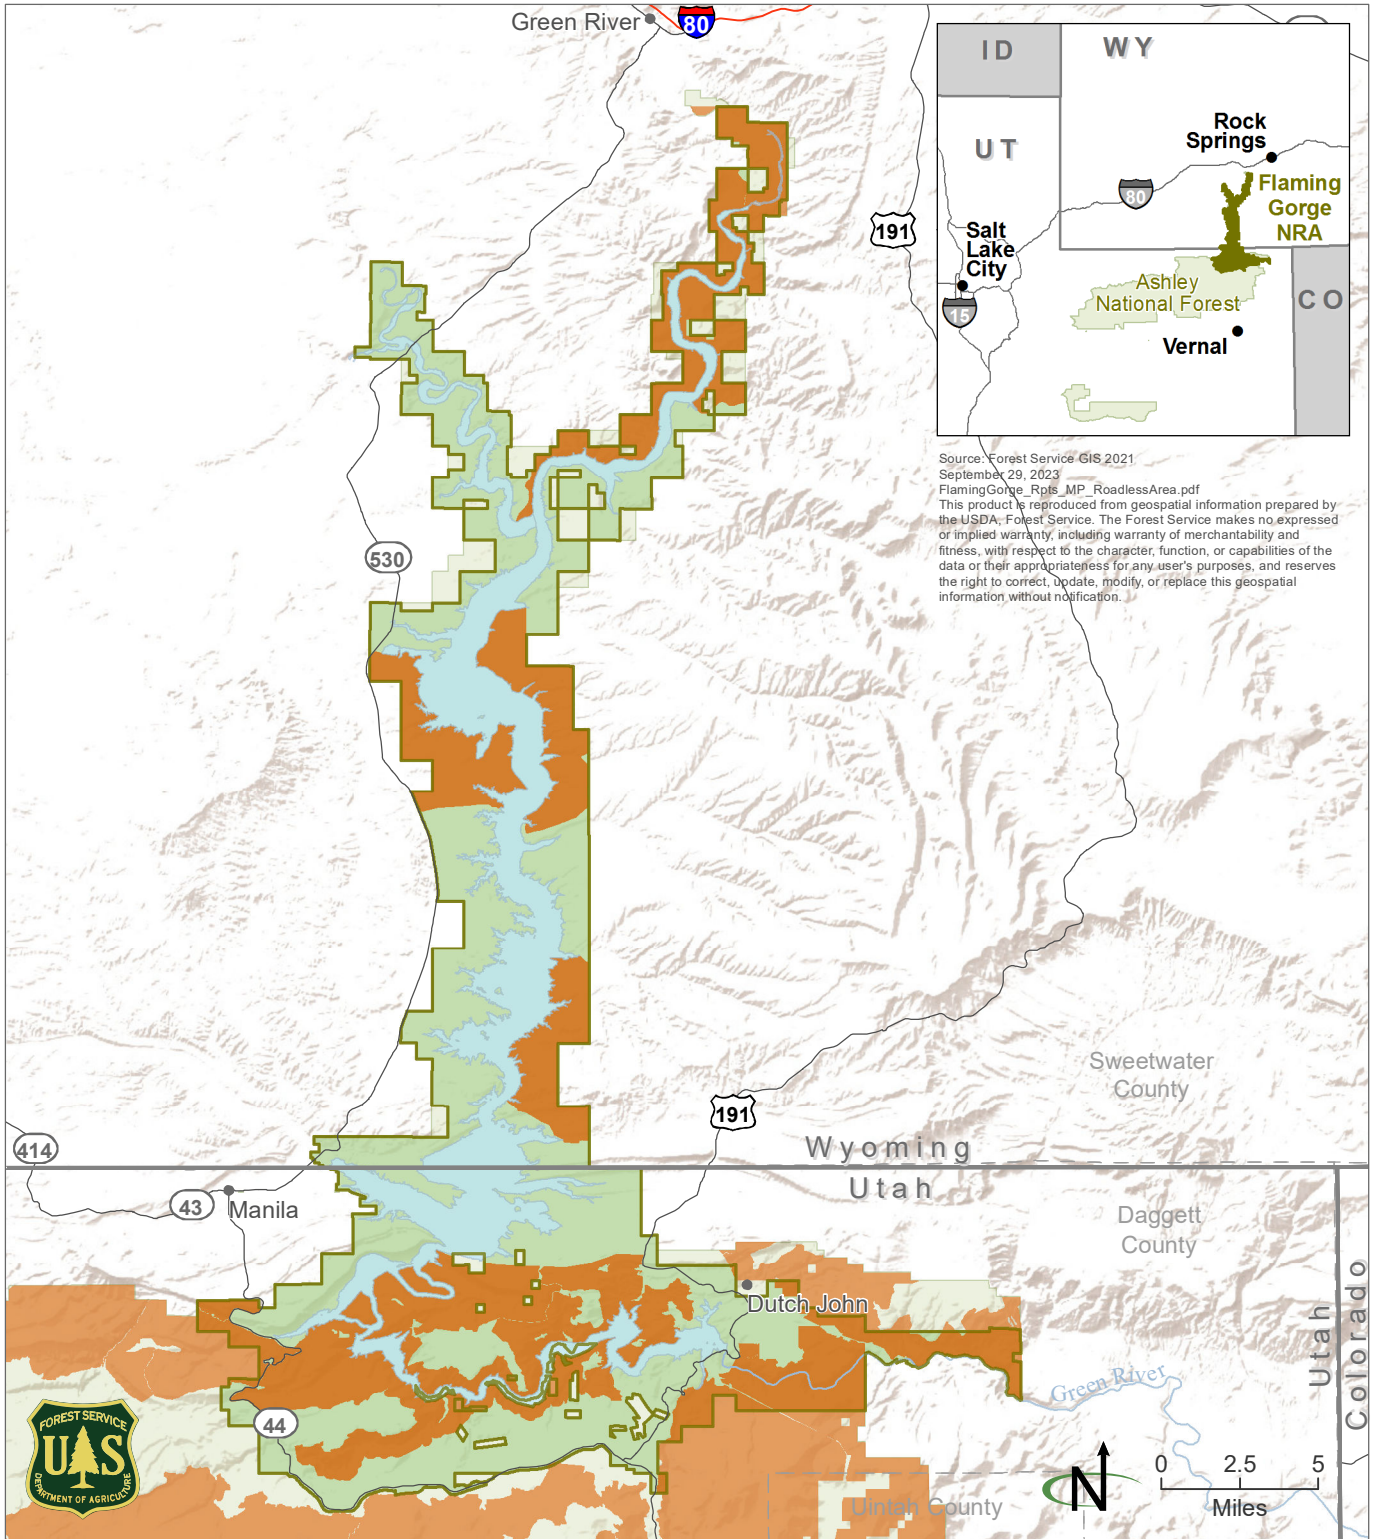 Green River
80
ID
WY
UT
Rock
Springs
80
Flaming
Gorge
NRA
Salt
Lake
City
15
Ashley
National Forest
CO
Vernal
191
Source: Forest Service GIS 2021
September 29, 2023
FlamingGorge_Rpts_MP_RoadlessArea.pdf
This product is reproduced from geospatial information prepared by
the USDA, Forest Service. The Forest Service makes no expressed
or implied warranty, including warranty of merchantability and
fitness, with respect to the character, function, or capabilities of the
data or their appropriateness for any user's purposes, and reserves
the right to correct, update, modify, or replace this geospatial
information without notification.
530
Sweetwater
County
191
414
Wyoming
Utah
43
Manila
Daggett
County
Dutch John
Utah
Colorado
Green River
44
FOREST SERVICE
U S
DEPARTMENT OF AGRICULTURE
Uintah County
N
0 2.5 5
Miles